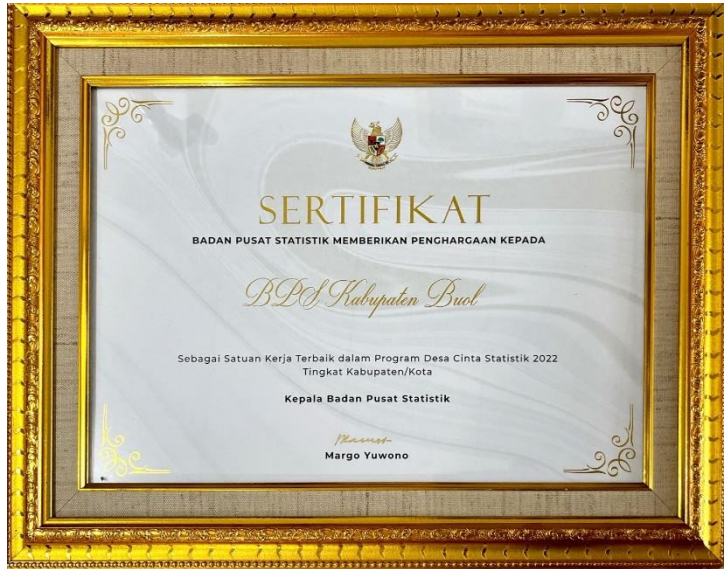 SERTIFIKAT
BADAN PUSAT STATISTIK MEMBERIKAN PENGHARGAAN KEPADA
BPS Kabupaten Buol
Sebagai Satuan Kerja Terbaik dalam Program Desa Cinta Statistik 2022
Tingkat Kabupaten/Kota
Kepala Badan Pusat Statistik
Margo Yuwono